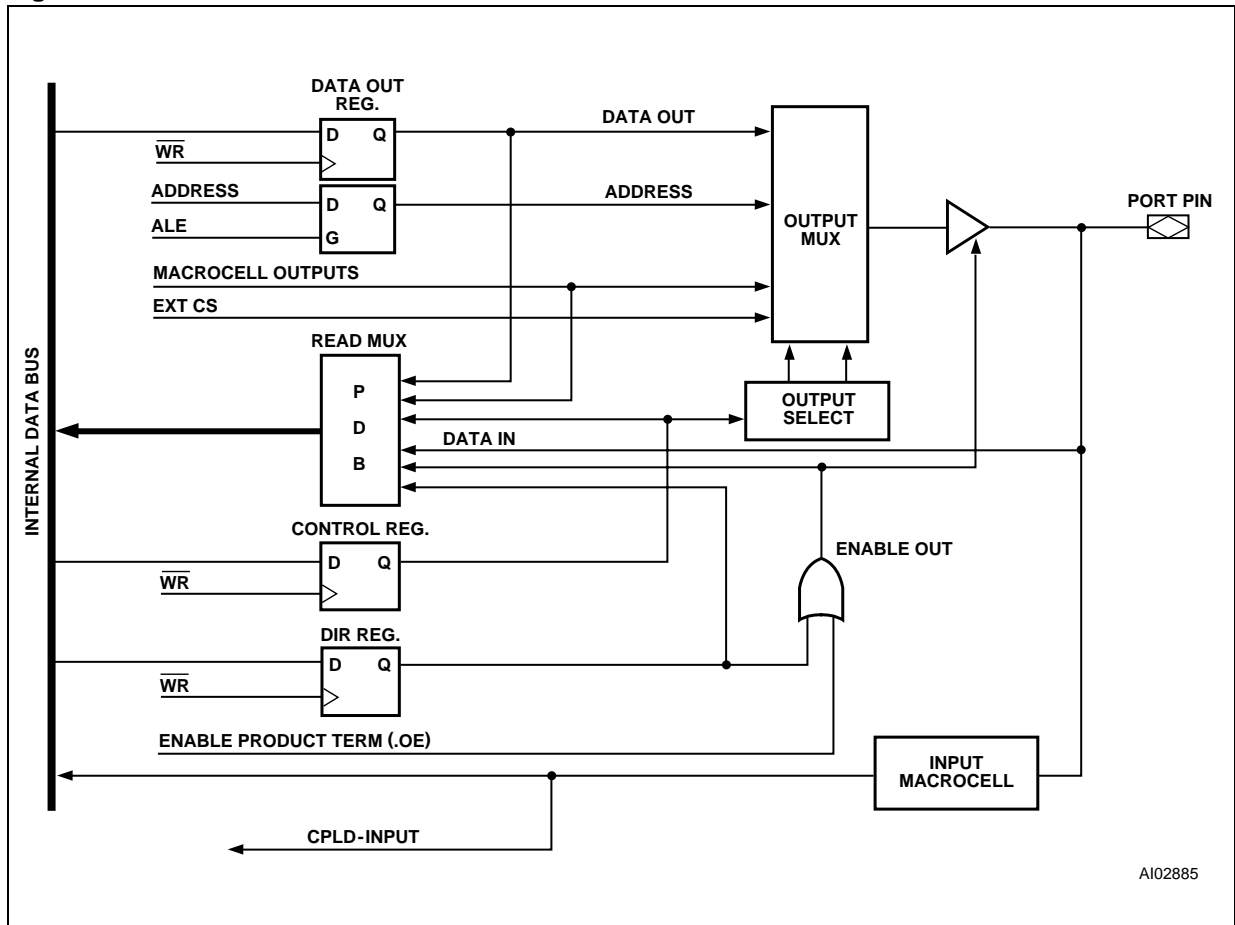 DATA OUT
REG.
D Q
WR
DATA OUT
ADDRESS
D Q
ALE
G
ADDRESS
OUTPUT
MUX
PORT PIN
MACROCELL OUTPUTS
EXT CS
READ MUX
P
D
B
OUTPUT
SELECT
DATA IN
INTERNAL DATA BUS
CONTROL REG.
D Q
WR
ENABLE OUT
DIR REG.
D Q
WR
ENABLE PRODUCT TERM (.OE)
INPUT
MACROCELL
CPLD-INPUT
AI02885